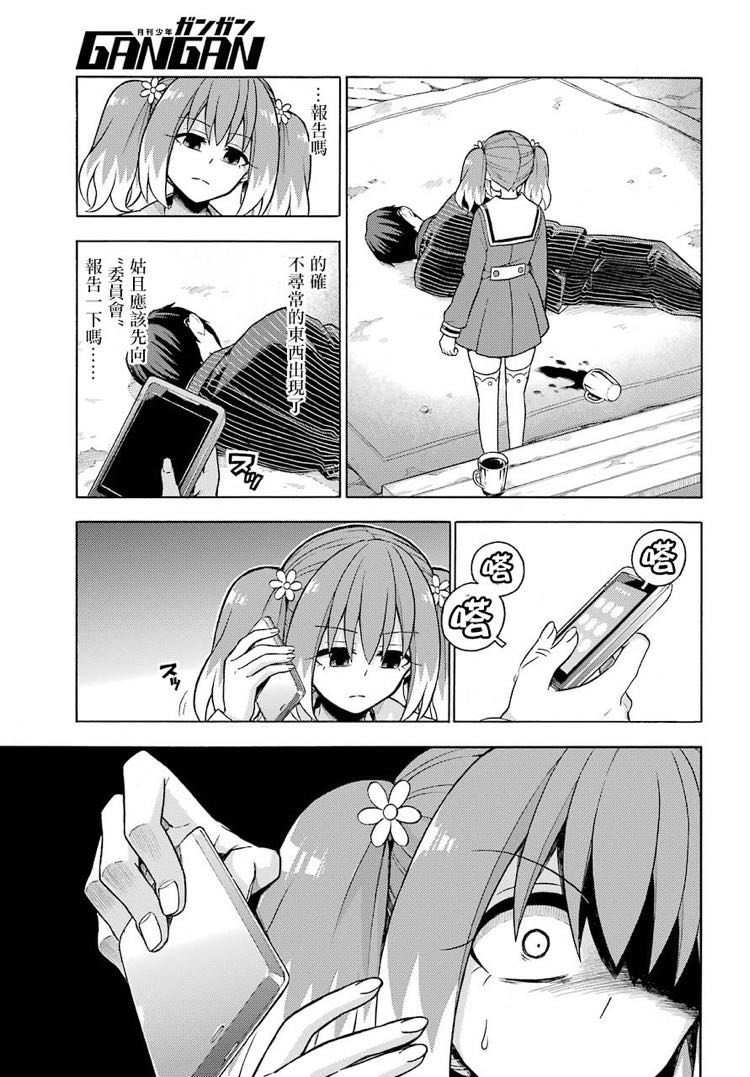 月刊少年
ガンガン
GANGAN
…報告嗎
的確
不尋常的東西出現了
姑且應該先向
“委員會”
報告一下嗎……
スッ
嗒
嗒
嗒
スッ